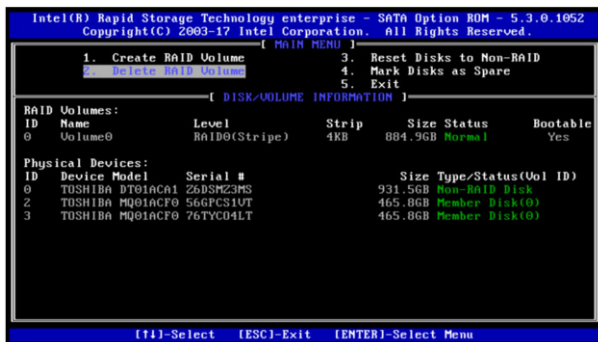 Intel(R) Rapid Storage Technology enterprise - SATA Option ROM - 5.3.0.1052
Copyright(C) 2003-17 Intel Corporation. All Rights Reserved.
[ MAIN MENU ]
1. Create RAID Volume 3. Reset Disks to Non-RAID
2. Delete RAID Volume 4. Mark Disks as Spare
5. Exit
[ DISK/VOLUME INFORMATION ]
RAID Volumes:
ID Name Level Strip Size Status Bootable
0 Volume0 RAID0(Stripe) 4KB 884.9GB Normal Yes
Physical Devices:
ID Device Model Serial # Size Type/Status(Vol ID)
0 TOSHIBA DT01ACA1 Z6DSMZ3MS 931.5GB Non-RAID Disk
2 TOSHIBA MQ01ACF0 56GPCS1VT 465.8GB Member Disk(0)
3 TOSHIBA MQ01ACF0 76TYCO4LT 465.8GB Member Disk(0)
[↑↓]-Select [ESC]-Exit [ENTER]-Select Menu